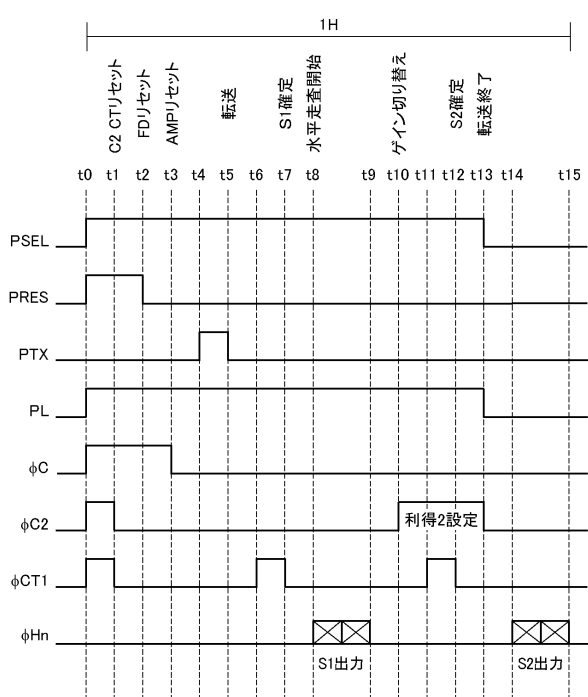 1H
C2 CTリセット
FDリセット
AMPリセット
転送
S1確定
水平走査開始
ゲイン切り替え
S2確定
転送終了
t0 t1 t2 t3 t4 t5 t6 t7 t8 t9 t10 t11 t12 t13 t14 t15
PSEL
PRES
PTX
PL
φC
φC2
利得2設定
φCT1
φHn
S1出力
S2出力